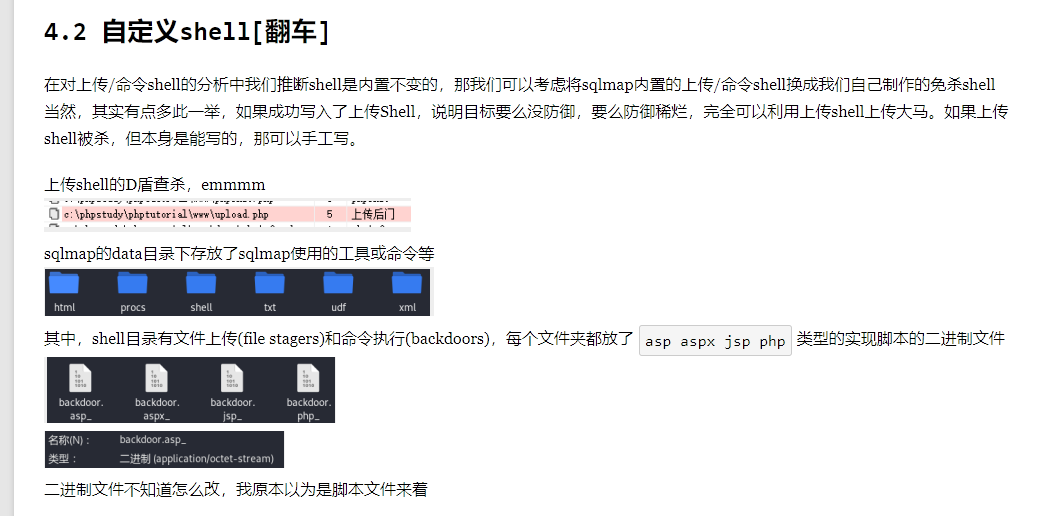 4.2 自定义shell[翻车]
在对上传/命令shell的分析中我们推断shell是内置不变的，那我们可以考虑将sqlmap内置的上传/命令shell换成我们自己制作的免杀shell
当然，其实有点多此一举，如果成功写入了上传Shell，说明目标要么没防御，要么防御稀烂，完全可以利用上传shell上传大马。如果上传
shell被杀，但本身是能写的，那可以手工写。
上传shell的D盾查杀，emmmm
c:\phpstudy\phptutorial\www\upload.php 5 上传后门
sqlmap的data目录下存放了sqlmap使用的工具或命令等
html procs shell txt udf xml
其中，shell目录有文件上传(file stagers)和命令执行(backdoors)，每个文件夹都放了 asp aspx jsp php 类型的实现脚本的二进制文件
backdoor. backdoor. backdoor. backdoor.
asp_ aspx_ jsp_ php_
名称(N)： backdoor.asp_
类型： 二进制 (application/octet-stream)
二进制文件不知道怎么改，我原本以为是脚本文件来着